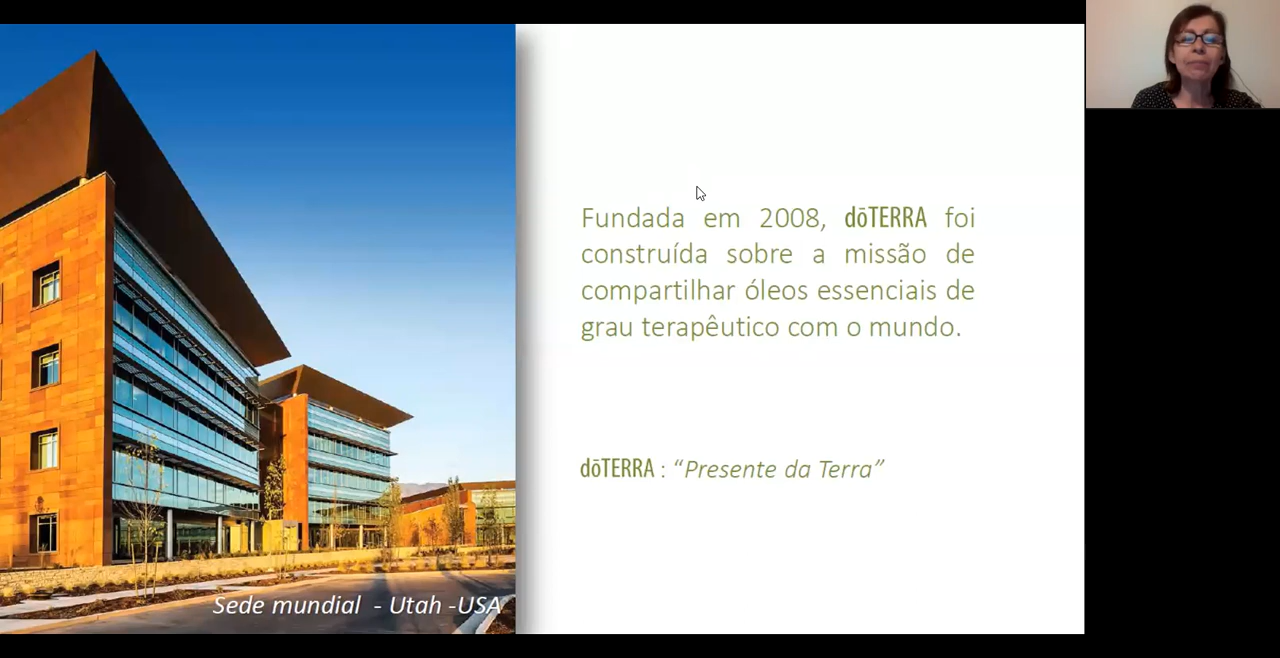 Fundada em 2008, dōTERRA foi
construída sobre a missão de
compartilhar óleos essenciais de
grau terapêutico com o mundo.
dōTERRA : “Presente da Terra”
Sede mundial - Utah -USA